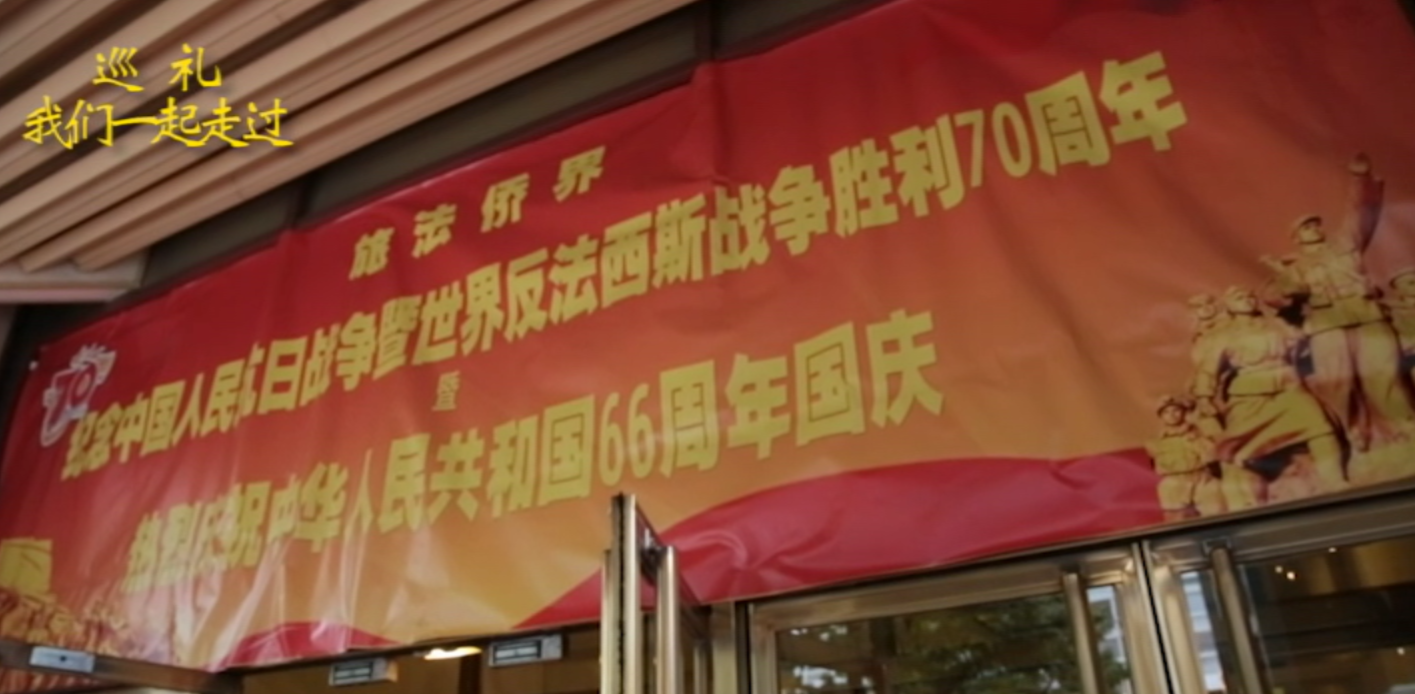 巡礼
我们一起走过
旅法侨界
纪念中国人民抗日战争暨世界反法西斯战争胜利70周年
暨
热烈庆祝中华人民共和国66周年国庆